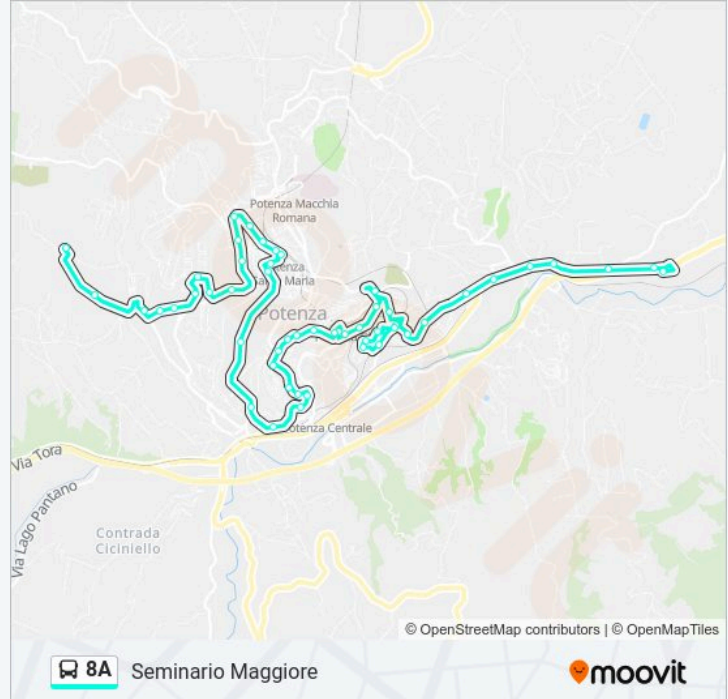 Potenza Macchia
Romana
Potenza
Maria
Potenza
Potenza Centrale
Via Tora
Via Lago Pantano
Contrada
Ciciniello
© OpenStreetMap contributors | © OpenMapTiles
8A Seminario Maggiore
moovit